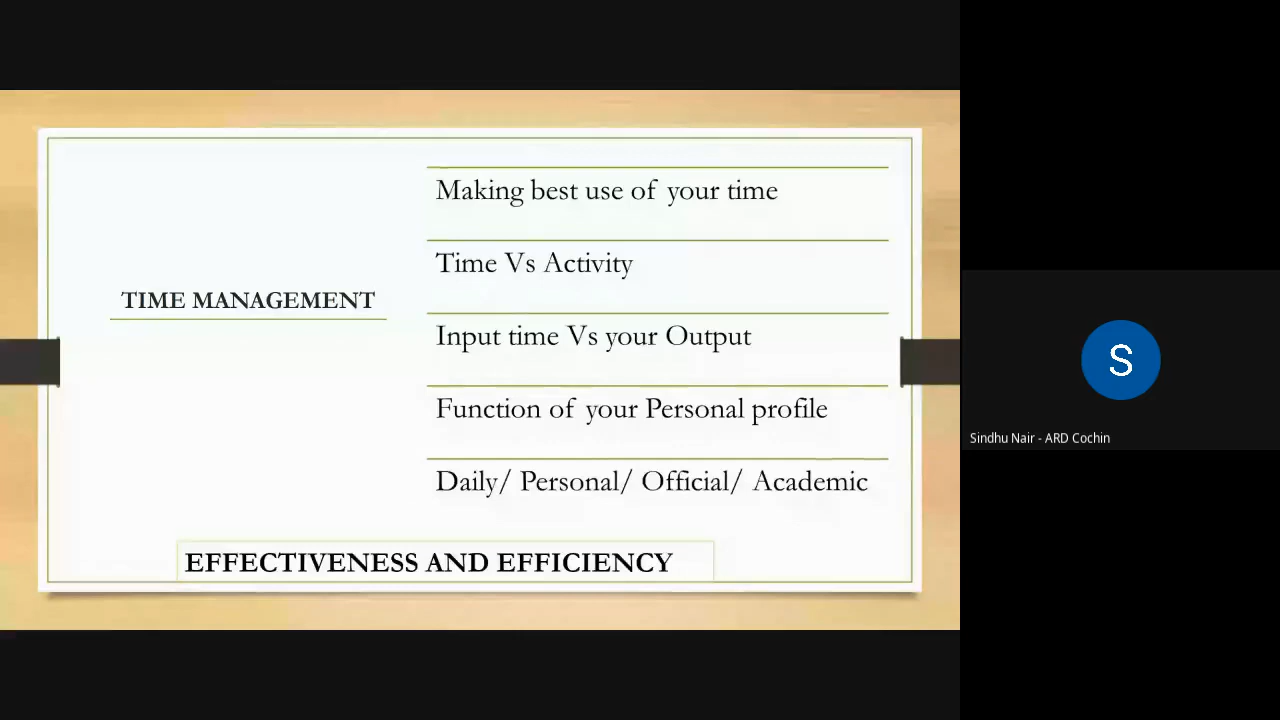 TIME MANAGEMENT
Making best use of your time
Time Vs Activity
Input time Vs your Output
Function of your Personal profile
Daily/ Personal/ Official/ Academic
EFFECTIVENESS AND EFFICIENCY
S
Sindhu Nair - ARD Cochin